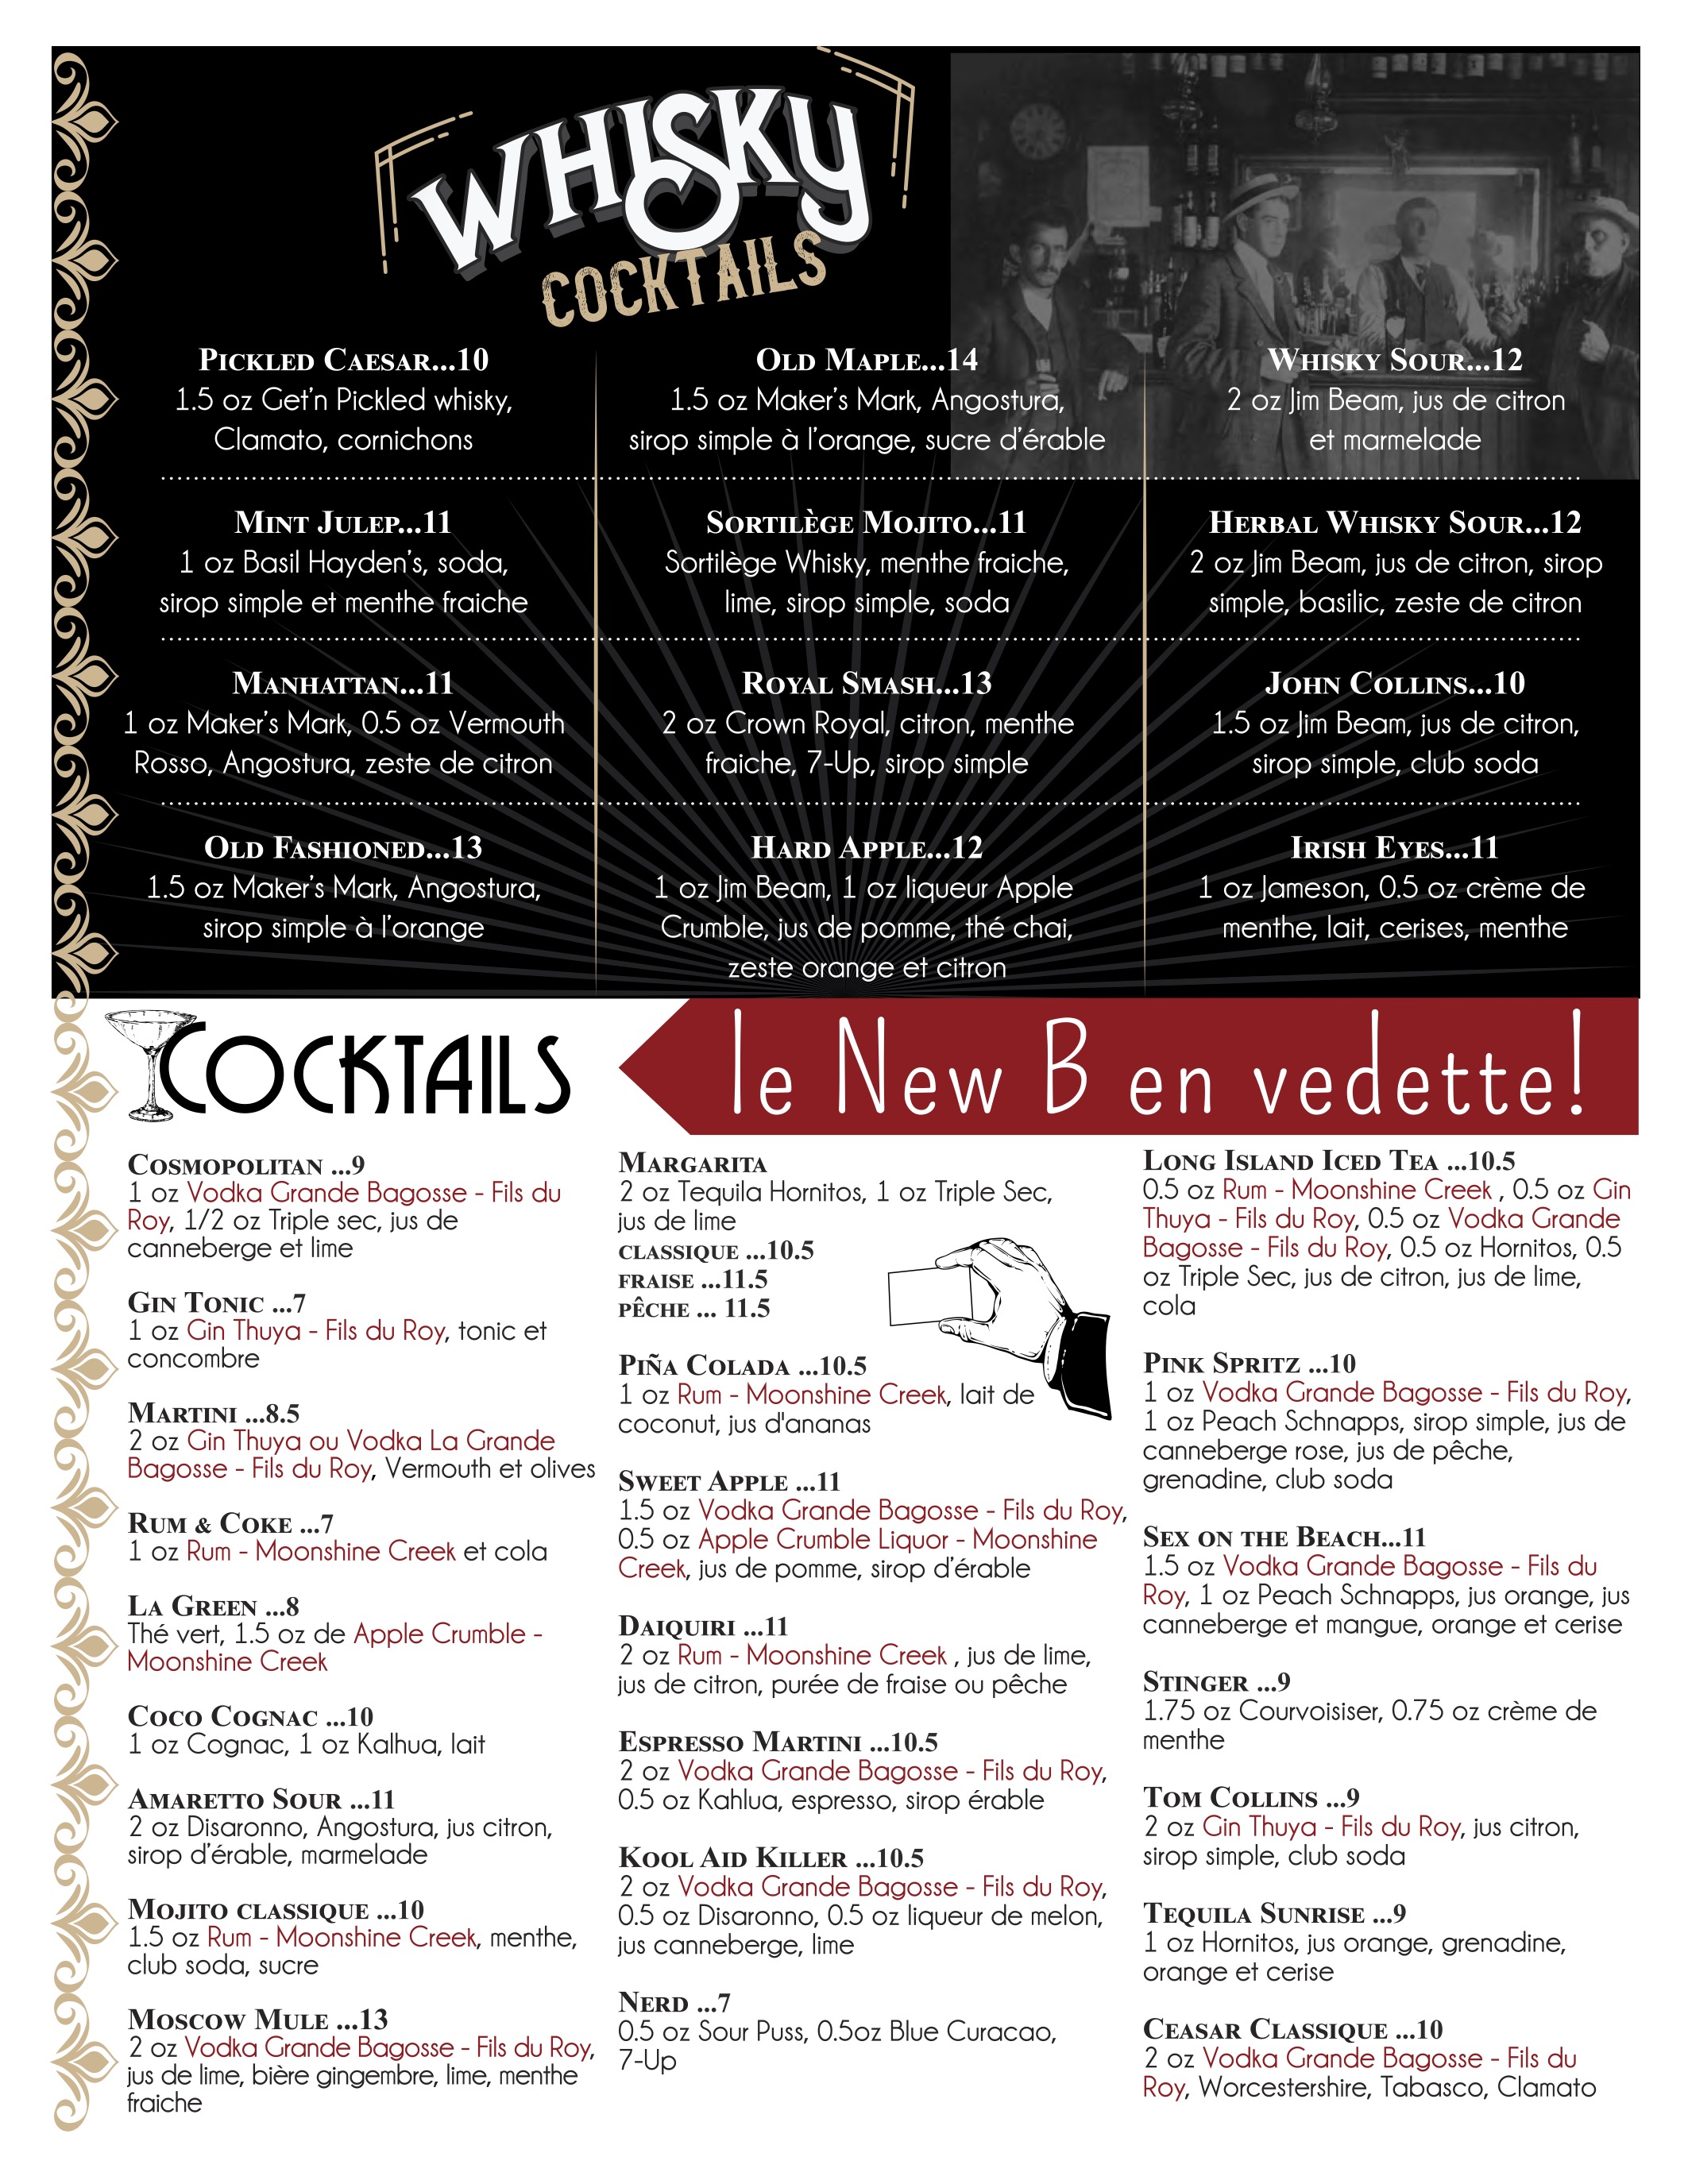 WHISKY
COCKTAILS
Pickled Caesar...10
1.5 oz Get'n Pickled whisky,
Clamato, cornichons
Old Maple...14
1.5 oz Maker's Mark, Angostura,
sirop simple à l'orange, sucre d'érable
Whisky Sour...12
2 oz Jim Beam, jus de citron
et marmelade
Mint Julep...11
1 oz Basil Hayden's, soda,
sirop simple et menthe fraiche
Sortilège Mojito...11
Sortilège Whisky, menthe fraiche,
lime, sirop simple, soda
Herbal Whisky Sour...12
2 oz Jim Beam, jus de citron, sirop
simple, basilic, zeste de citron
Manhattan...11
1 oz Maker's Mark, 0.5 oz Vermouth
Rosso, Angostura, zeste de citron
Royal Smash...13
2 oz Crown Royal, citron, menthe
fraiche, 7-Up, sirop simple
John Collins...10
1.5 oz Jim Beam, jus de citron,
sirop simple, club soda
Old Fashioned...13
1.5 oz Maker's Mark, Angostura,
sirop simple à l'orange
Hard Apple...12
1 oz Jim Beam, 1 oz liqueur Apple
Crumble, jus de pomme, thé chai,
zeste orange et citron
Irish Eyes...11
1 oz Jameson, 0.5 oz crème de
menthe, lait, cerises, menthe
Cocktails
le New B en vedette!
Cosmopolitan ...9
1 oz Vodka Grande Bagosse - Fils du
Roy, 1/2 oz Triple sec, jus de
canneberge et lime
Gin Tonic ...7
1 oz Gin Thuya - Fils du Roy, tonic et
concombre
Martini ...8.5
2 oz Gin Thuya ou Vodka La Grande
Bagosse - Fils du Roy, Vermouth et olives
Rum & Coke ...7
1 oz Rum - Moonshine Creek et cola
La Green ...8
Thé vert, 1.5 oz de Apple Crumble -
Moonshine Creek
Coco Cognac ...10
1 oz Cognac, 1 oz Kalhua, lait
Amaretto Sour ...11
2 oz Disaronno, Angostura, jus citron,
sirop d'érable, marmelade
Mojito classique ...10
1.5 oz Rum - Moonshine Creek, menthe,
club soda, sucre
Moscow Mule ...13
2 oz Vodka Grande Bagosse - Fils du Roy,
jus de lime, bière gingembre, lime, menthe
fraiche
Margarita
2 oz Tequila Hornitos, 1 oz Triple Sec,
jus de lime
classique ...10.5
fraise ...11.5
pêche ... 11.5
Piña Colada ...10.5
1 oz Rum - Moonshine Creek, lait de
coconut, jus d'ananas
Sweet Apple ...11
1.5 oz Vodka Grande Bagosse - Fils du Roy,
0.5 oz Apple Crumble Liquor - Moonshine
Creek, jus de pomme, sirop d'érable
Daiquiri ...11
2 oz Rum - Moonshine Creek , jus de lime,
jus de citron, purée de fraise ou pêche
Espresso Martini ...10.5
2 oz Vodka Grande Bagosse - Fils du Roy,
0.5 oz Kahlua, espresso, sirop érable
Kool Aid Killer ...10.5
2 oz Vodka Grande Bagosse - Fils du Roy,
0.5 oz Disaronno, 0.5 oz liqueur de melon,
jus canneberge, lime
Nerd ...7
0.5 oz Sour Puss, 0.5oz Blue Curacao,
7-Up
Long Island Iced Tea ...10.5
0.5 oz Rum - Moonshine Creek , 0.5 oz Gin
Thuya - Fils du Roy, 0.5 oz Vodka Grande
Bagosse - Fils du Roy, 0.5 oz Hornitos, 0.5
oz Triple Sec, jus de citron, jus de lime,
cola
Pink Spritz ...10
1 oz Vodka Grande Bagosse - Fils du Roy,
1 oz Peach Schnapps, sirop simple, jus de
canneberge rose, jus de pêche,
grenadine, club soda
Sex on the Beach...11
1.5 oz Vodka Grande Bagosse - Fils du
Roy, 1 oz Peach Schnapps, jus orange, jus
canneberge et mangue, orange et cerise
Stinger ...9
1.75 oz Courvoisiser, 0.75 oz crème de
menthe
Tom Collins ...9
2 oz Gin Thuya - Fils du Roy, jus citron,
sirop simple, club soda
Tequila Sunrise ...9
1 oz Hornitos, jus orange, grenadine,
orange et cerise
Ceasar Classique ...10
2 oz Vodka Grande Bagosse - Fils du
Roy, Worcestershire, Tabasco, Clamato